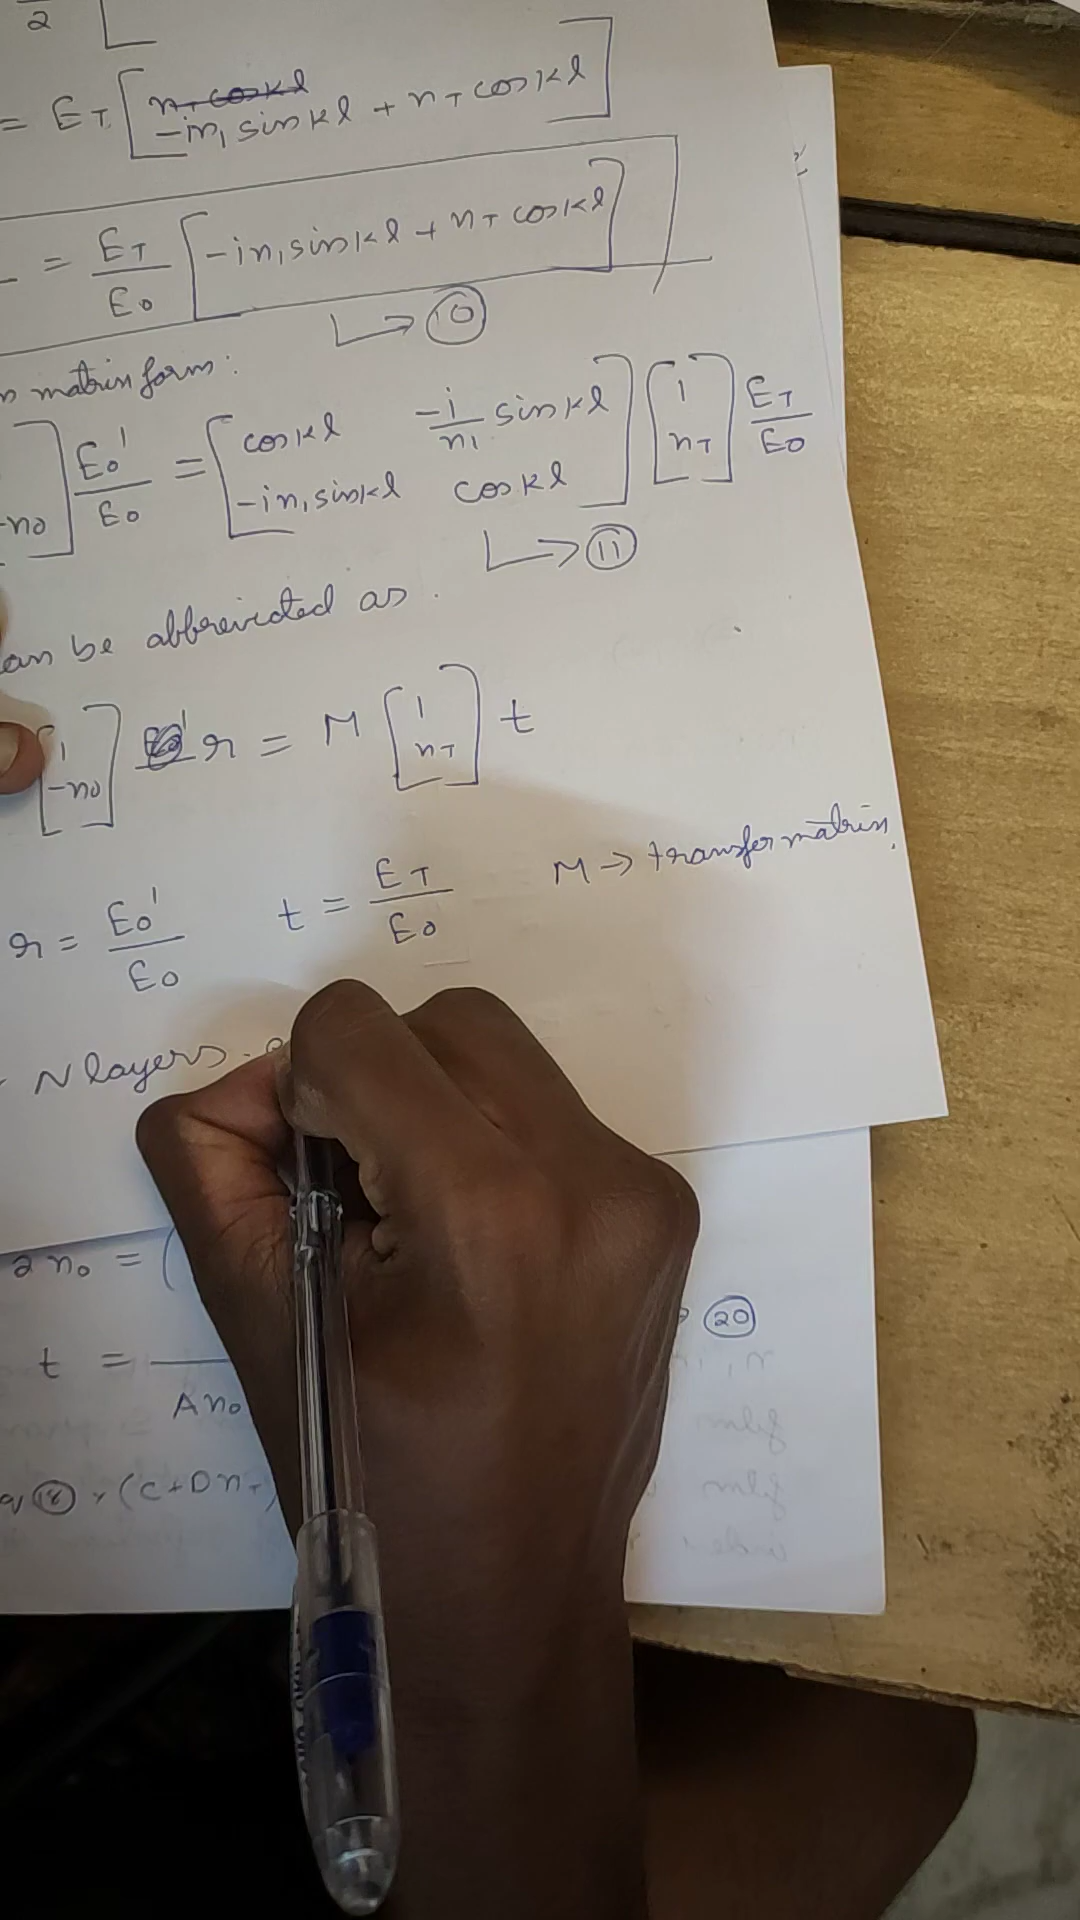 2 [
= E_T [ -in₁ sin kl + n_T cos kl ]
= E_T/E₀ [ -in₁ sin kl + n_T cos kl ]
↳ (10)
matrix form:
-n₀ ] E₀'/E₀ = [ cos kl  -i/n₁ sin kl ; -in₁ sin kl  cos kl ] [ 1 ; n_T ] E_T/E₀
↳ (11)
be abbreviated as.
[ 1 ; -n₀ ] r = M [ 1 ; n_T ] t
r = E₀'/E₀  t = E_T/E₀  M → transfer matrix.
N layers.
2n₀ = (
(20)
t =
An₀
(18) × (C+Dn_T)